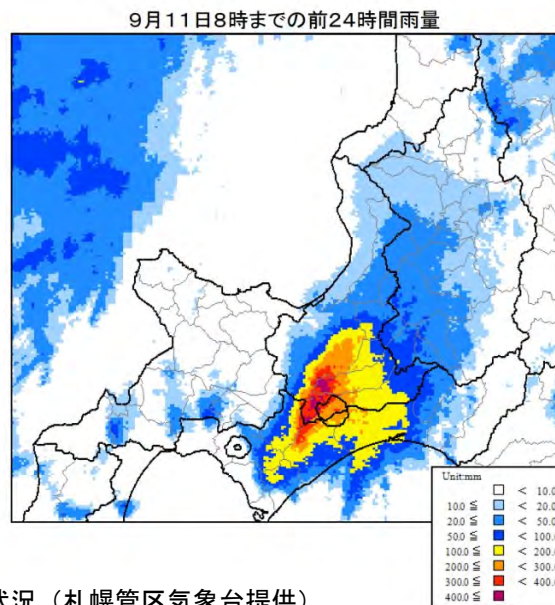 9月11日8時までの前24時間雨量
Unit:mm
< 10.0
10.0 ≦ < 20.0
20.0 ≦ < 50.0
50.0 ≦ < 100.0
100.0 ≦ < 200.0
200.0 ≦ < 300.0
300.0 ≦ < 400.0
400.0 ≦
状況（札幌管区気象台提供）